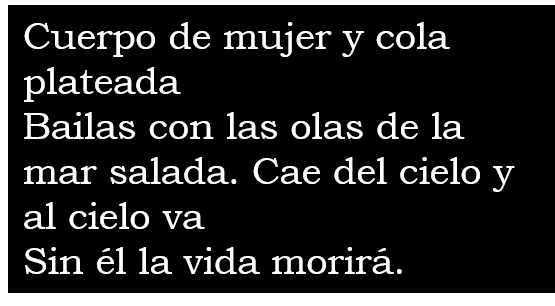 Cuerpo de mujer y cola
plateada
Bailas con las olas de la
mar salada. Cae del cielo y
al cielo va
Sin él la vida morirá.